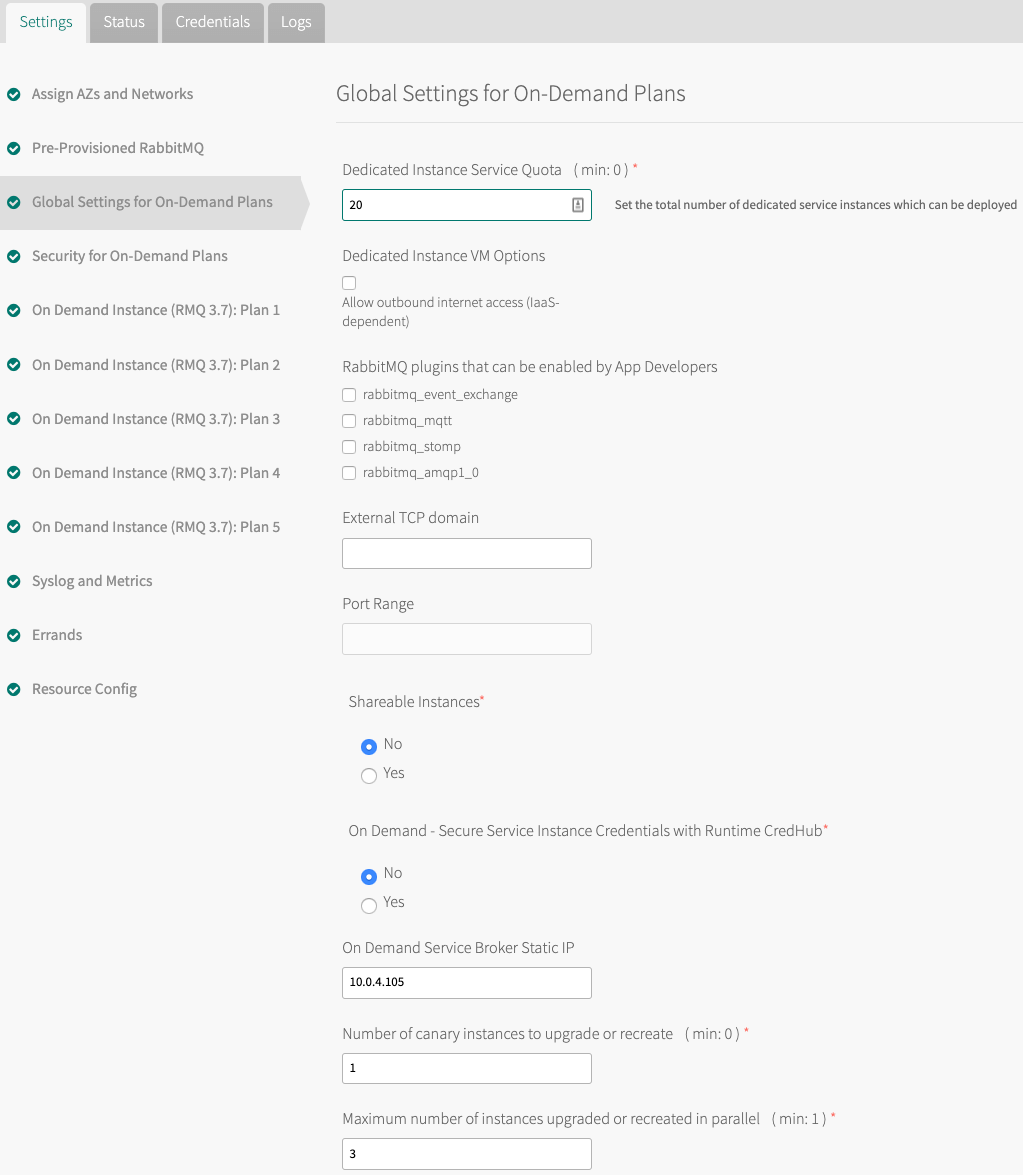 Settings
Status
Credentials
Logs
Assign AZs and Networks
Pre-Provisioned RabbitMQ
Global Settings for On-Demand Plans
Security for On-Demand Plans
On Demand Instance (RMQ 3.7): Plan 1
On Demand Instance (RMQ 3.7): Plan 2
On Demand Instance (RMQ 3.7): Plan 3
On Demand Instance (RMQ 3.7): Plan 4
On Demand Instance (RMQ 3.7): Plan 5
Syslog and Metrics
Errands
Resource Config
Global Settings for On-Demand Plans
Dedicated Instance Service Quota ( min: 0 ) *
20
Set the total number of dedicated service instances which can be deployed
Dedicated Instance VM Options
Allow outbound internet access (IaaS-
dependent)
RabbitMQ plugins that can be enabled by App Developers
rabbitmq_event_exchange
rabbitmq_mqtt
rabbitmq_stomp
rabbitmq_amqp1_0
External TCP domain
Port Range
Shareable Instances*
No
Yes
On Demand - Secure Service Instance Credentials with Runtime CredHub*
No
Yes
On Demand Service Broker Static IP
10.0.4.105
Number of canary instances to upgrade or recreate ( min: 0 ) *
1
Maximum number of instances upgraded or recreated in parallel ( min: 1 ) *
3